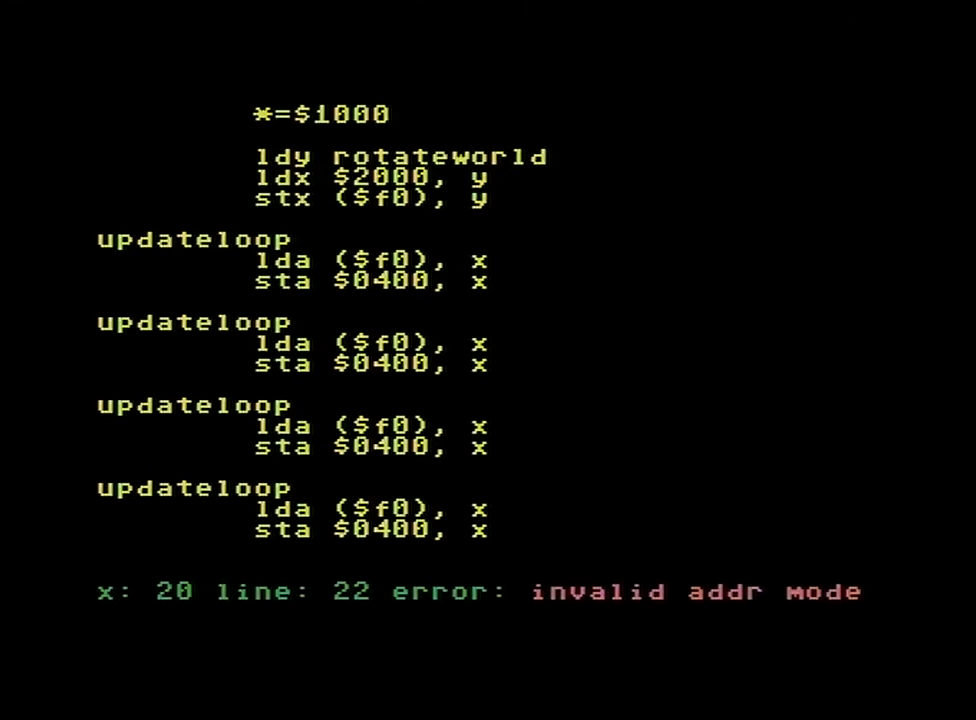 *=$1000
ldy rotateworld
ldx $2000, y
stx ($f0), y
updateloop
lda ($f0), x
sta $0400, x
updateloop
lda ($f0), x
sta $0400, x
updateloop
lda ($f0), x
sta $0400, x
updateloop
lda ($f0), x
sta $0400, x
x: 20 line: 22 error: invalid addr mode